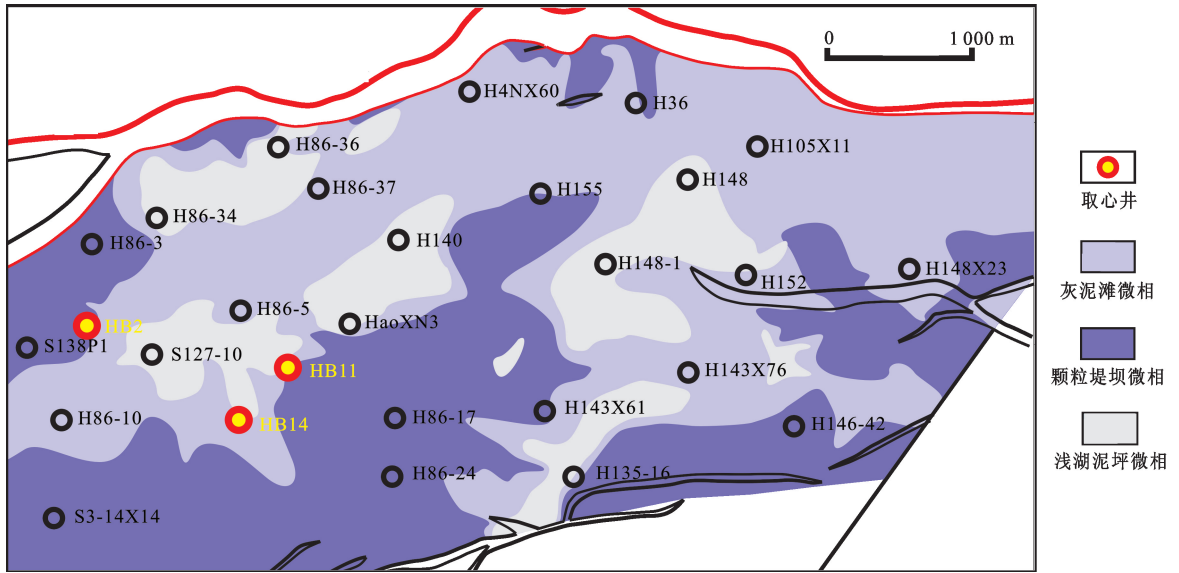 0 1 000 m
H4NX60
H36
H86-36
H105X11
H86-37
H155
H148
H86-34
H86-3
H140
H148-1
H152
H148X23
H86-5
HB2
HaoXN3
S138P1
S127-10
HB11
H143X76
H86-10
HB14
H86-17
H143X61
H146-42
H86-24
H135-16
S3-14X14
取心井
灰泥滩微相
颗粒堤坝微相
浅湖泥坪微相